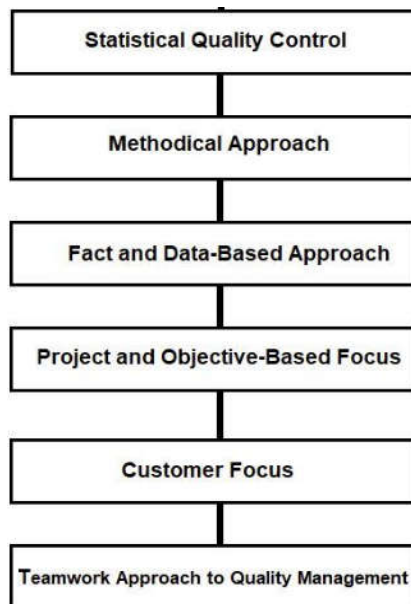 Statistical Quality Control
Methodical Approach
Fact and Data-Based Approach
Project and Objective-Based Focus
Customer Focus
Teamwork Approach to Quality Management